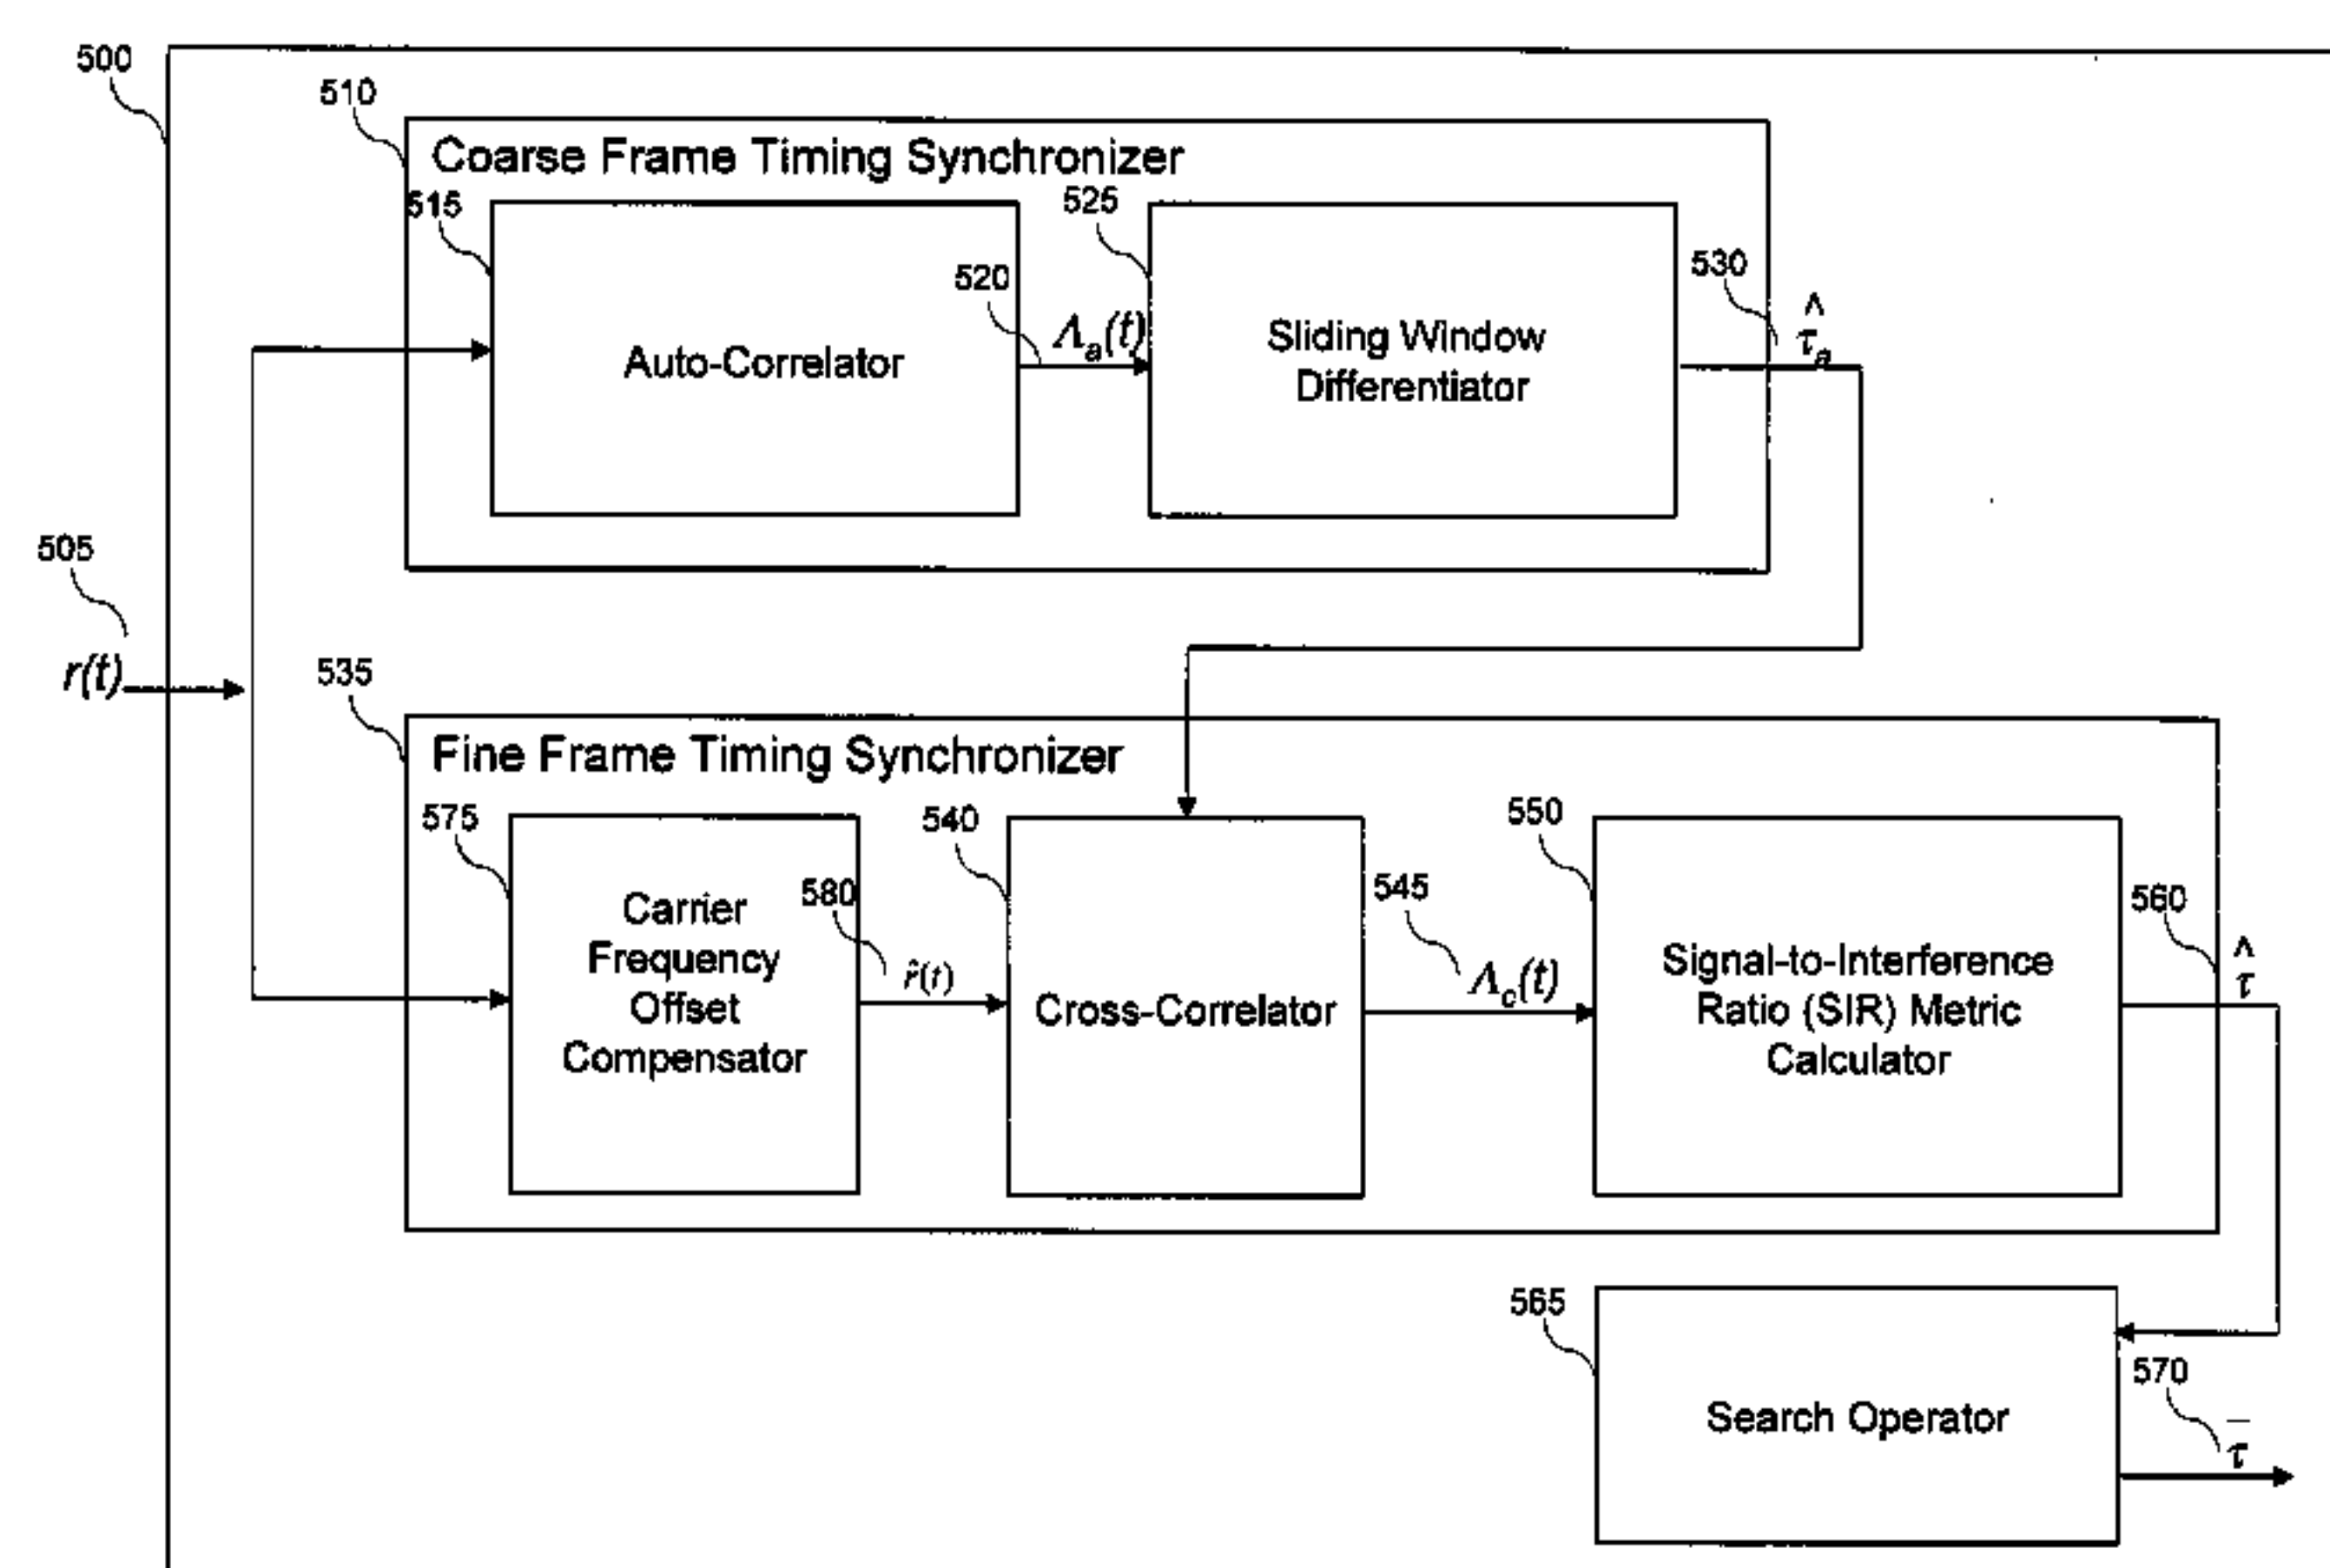 500
510
Coarse Frame Timing Synchronizer
515
525
520
530
Λa(t)
τ̂a
Auto-Correlator
Sliding Window
Differentiator
505
r(t)
535
Fine Frame Timing Synchronizer
575
540
550
580
545
560
Carrier
Frequency
Offset
Compensator
r̂(t)
Cross-Correlator
Λc(t)
Signal-to-Interference
Ratio (SIR) Metric
Calculator
τ̂
565
570
Search Operator
τ̄